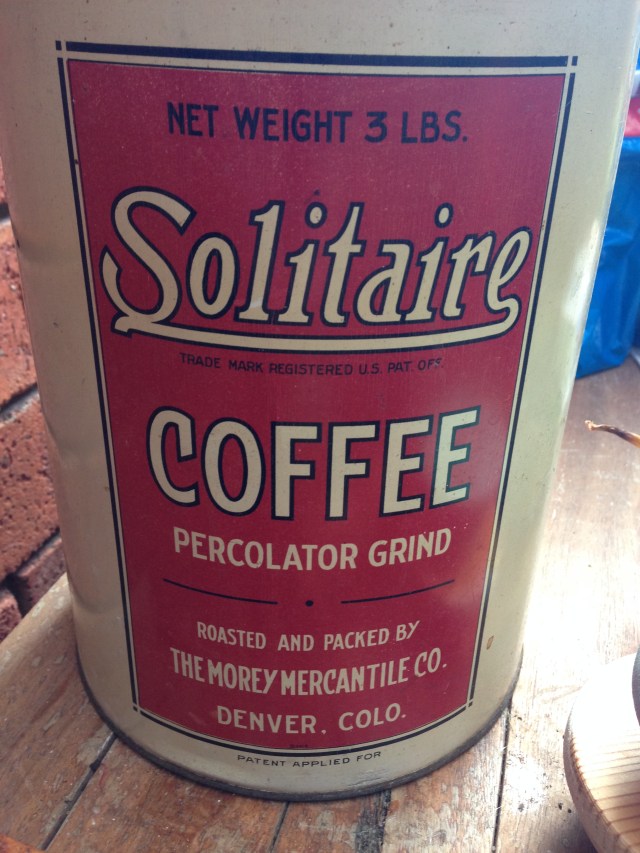 NET WEIGHT 3 LBS.
Solitaire
TRADE MARK REGISTERED U.S. PAT. OFF.
COFFEE
PERCOLATOR GRIND
ROASTED AND PACKED BY
THE MOREY MERCANTILE CO.
DENVER, COLO.
PATENT APPLIED FOR